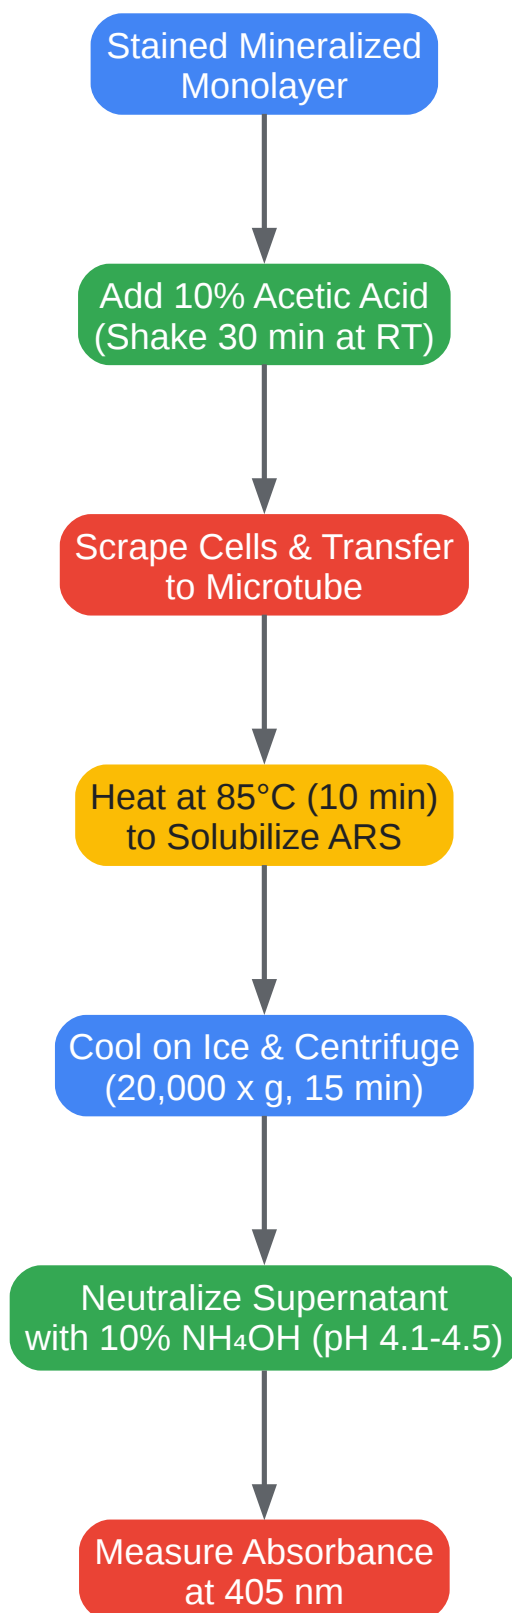 Stained Mineralized
Monolayer
Add 10% Acetic Acid
(Shake 30 min at RT)
Scrape Cells & Transfer
to Microtube
Heat at 85°C (10 min)
to Solubilize ARS
Cool on Ice & Centrifuge
(20,000 x g, 15 min)
Neutralize Supernatant
with 10% NH₄OH (pH 4.1-4.5)
Measure Absorbance
at 405 nm